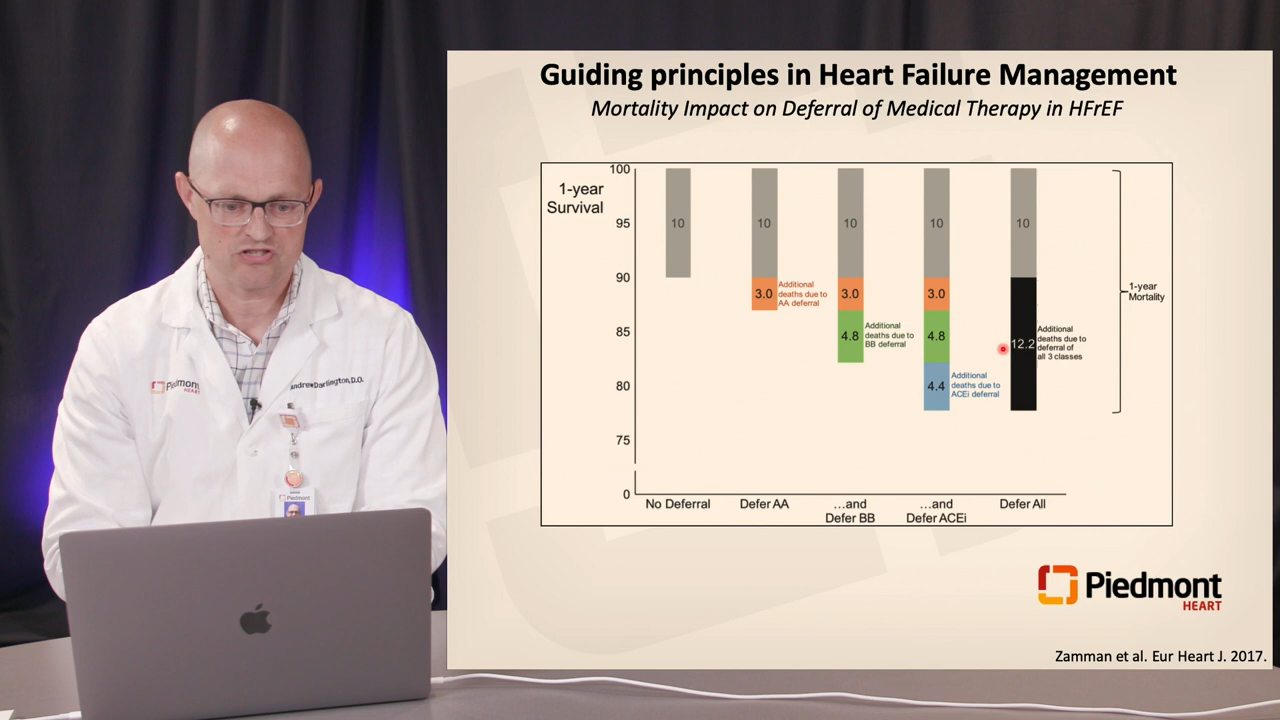 Guiding principles in Heart Failure Management
Mortality Impact on Deferral of Medical Therapy in HFrEF
1-year
Survival
100
95
90
85
80
75
0
10
10
10
10
10
3.0
Additional
deaths due to
AA deferral
3.0
3.0
4.8
Additional
deaths due to
BB deferral
4.8
4.4
Additional
deaths due to
ACEi deferral
12.2
Additional
deaths due to
deferral of
all 3 classes
1-year
Mortality
No Deferral
Defer AA
...and
Defer BB
...and
Defer ACEi
Defer All
Piedmont
HEART
Zamman et al. Eur Heart J. 2017.
Piedmont
HEART
Andrew Darlington, D.O.
Piedmont